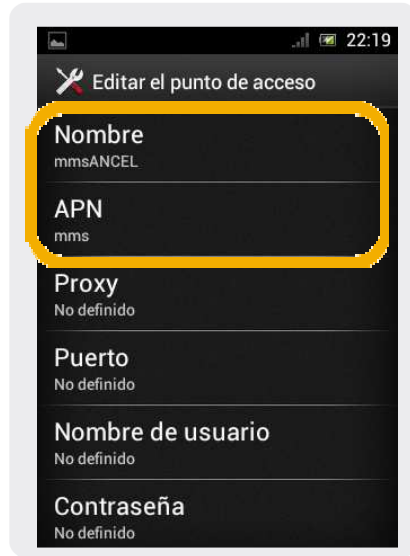 22:19
Editar el punto de acceso
Nombre
mmsANCEL
APN
mms
Proxy
No definido
Puerto
No definido
Nombre de usuario
No definido
Contraseña
No definido